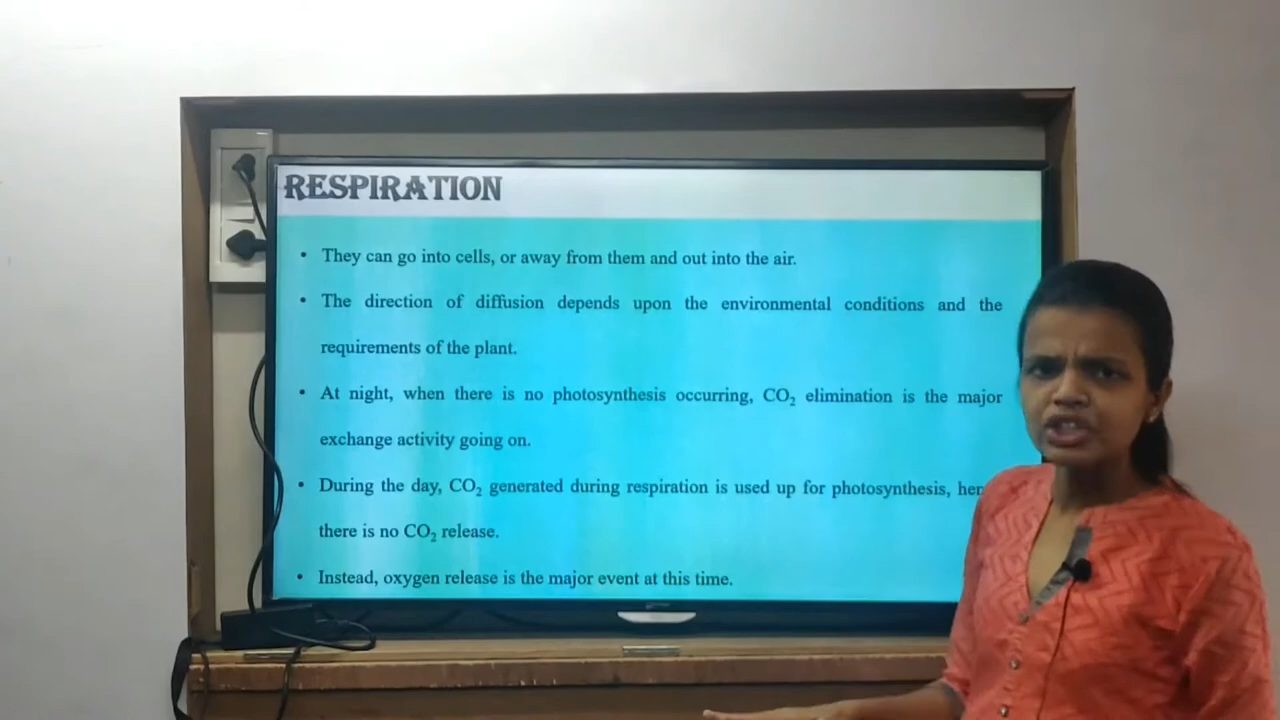 RESPIRATION
• They can go into cells, or away from them and out into the air.
• The direction of diffusion depends upon the environmental conditions and the
requirements of the plant.
• At night, when there is no photosynthesis occurring, CO₂ elimination is the major
exchange activity going on.
• During the day, CO₂ generated during respiration is used up for photosynthesis,
there is no CO₂ release.
• Instead, oxygen release is the major event at this time.